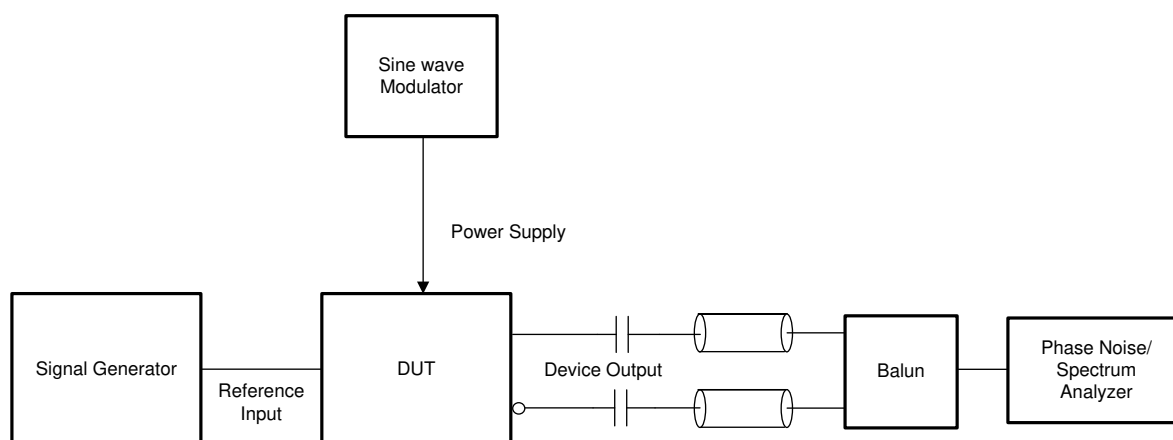 Sine wave
Modulator
Power Supply
Signal Generator
Reference
Input
DUT
Device Output
Balun
Phase Noise/
Spectrum
Analyzer